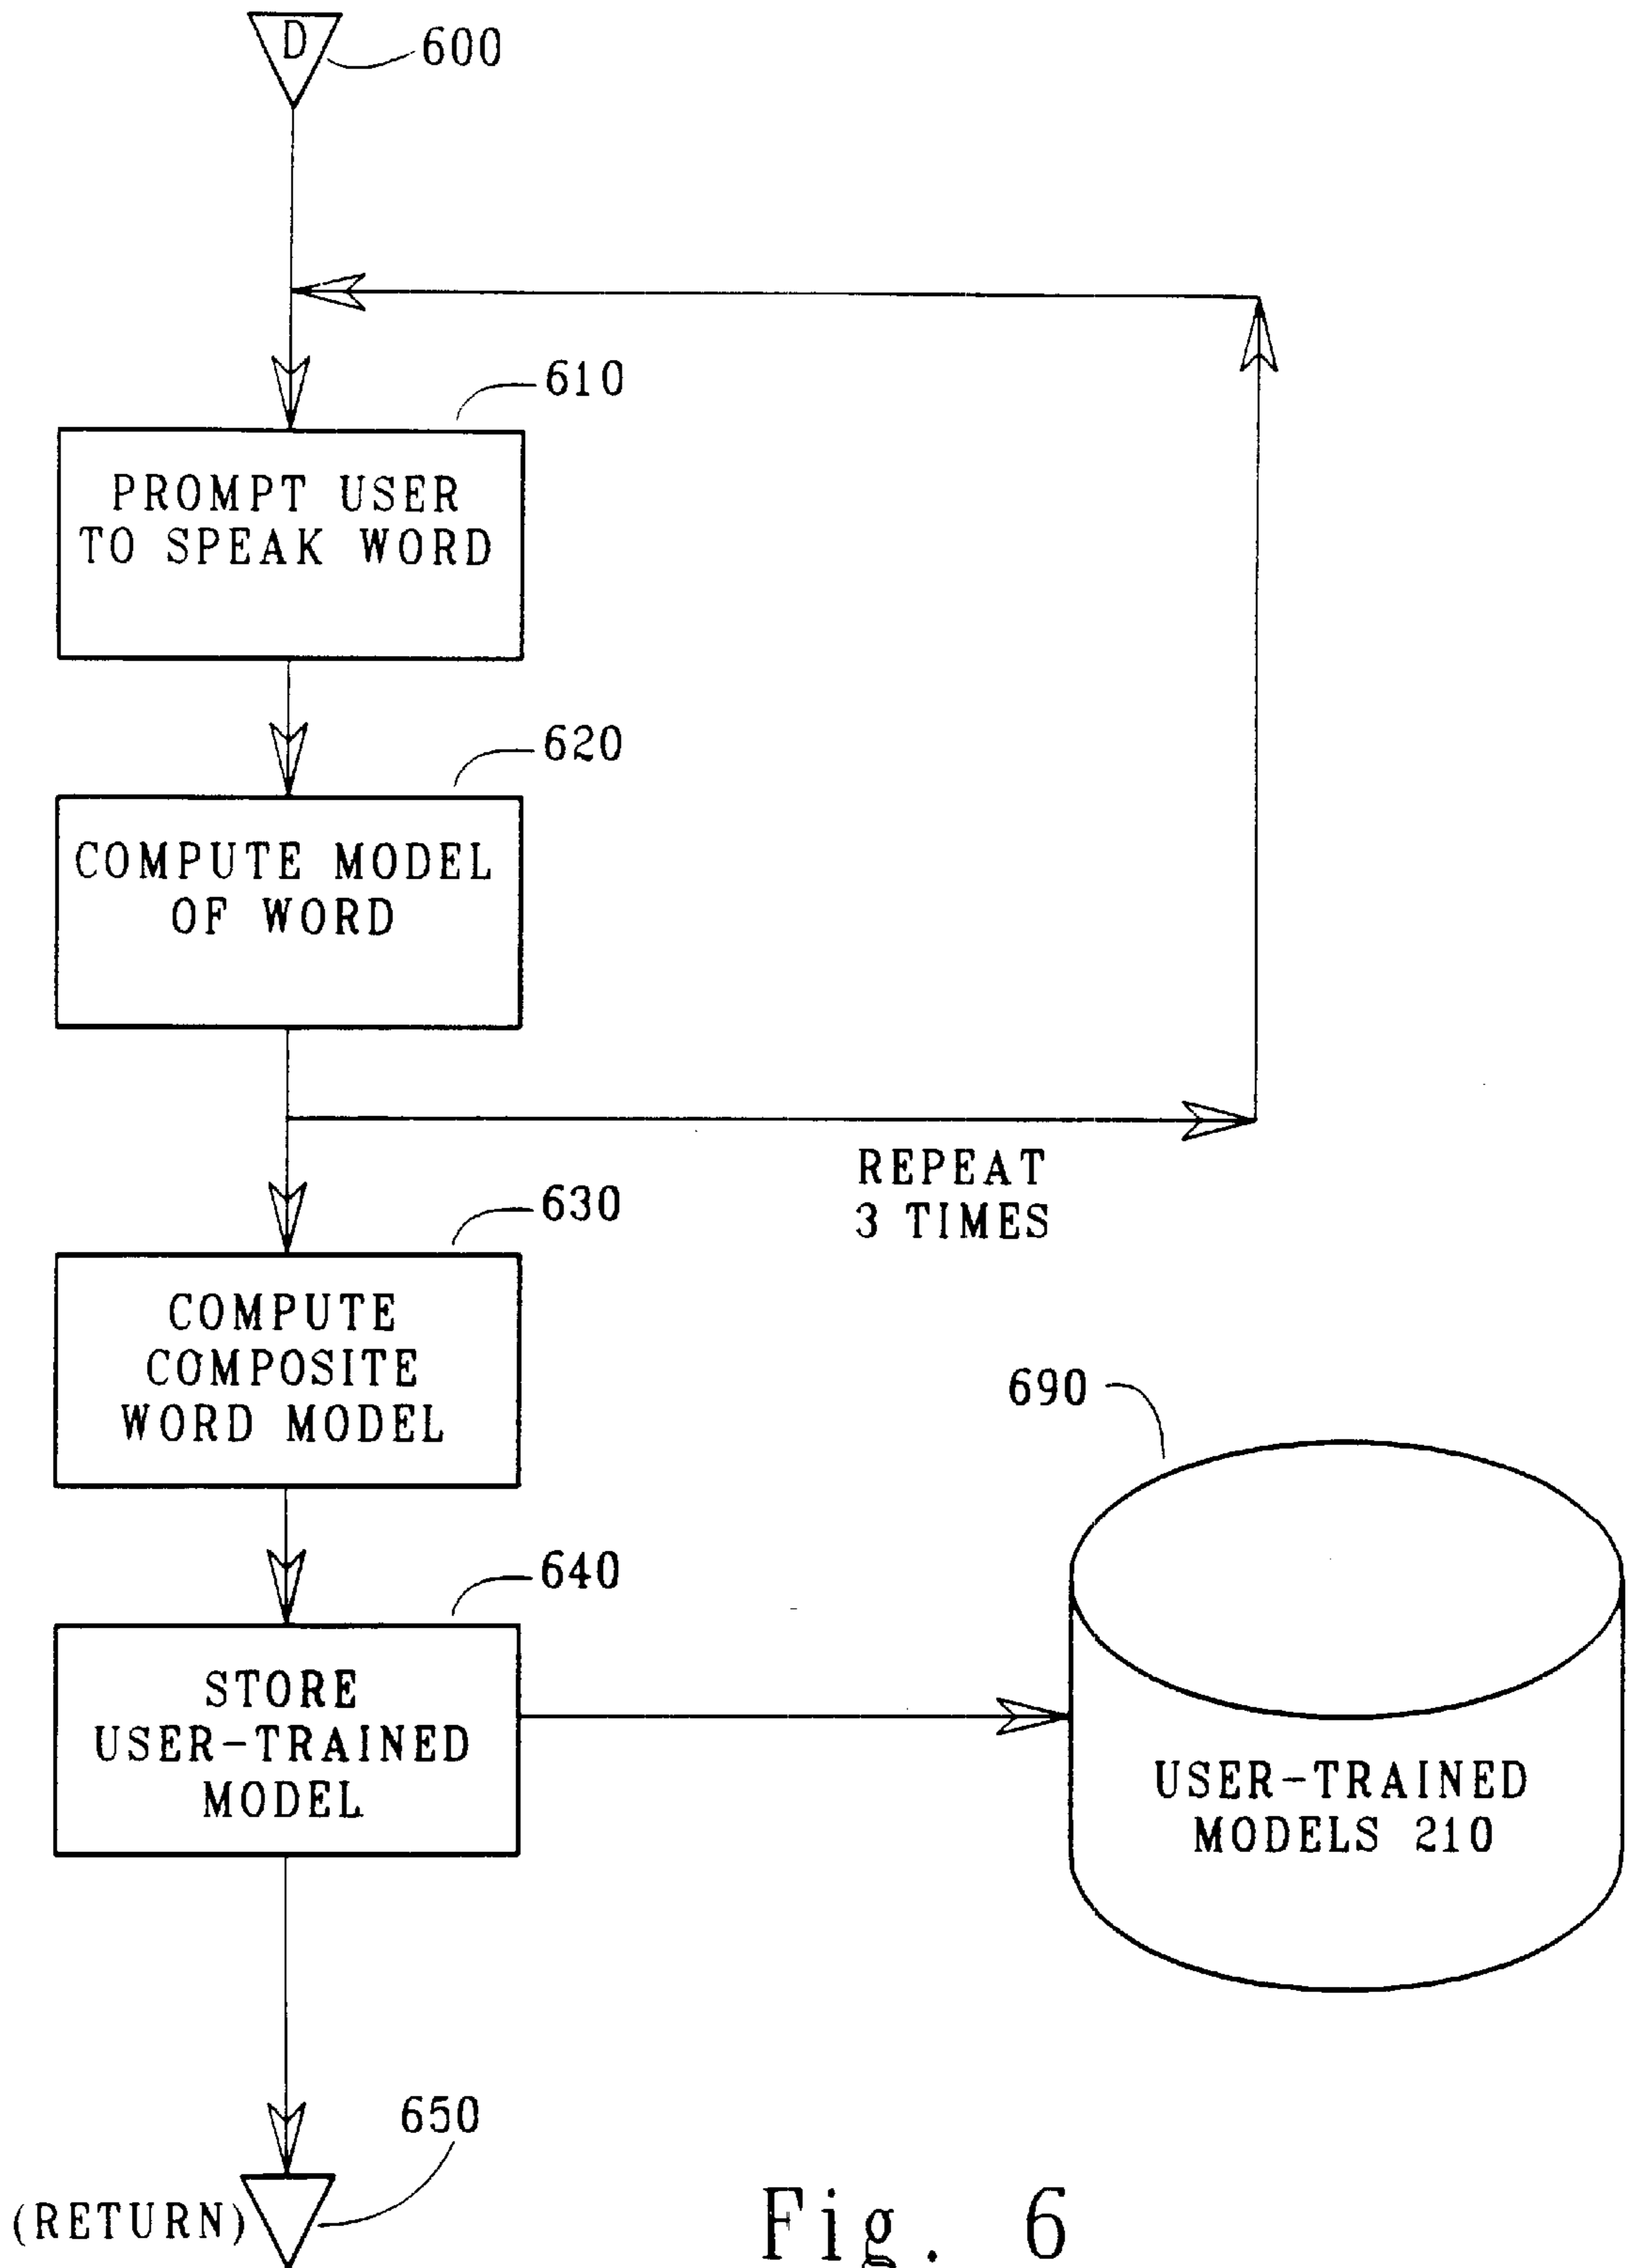 D
600
610
PROMPT USER
TO SPEAK WORD
620
COMPUTE MODEL
OF WORD
REPEAT
3 TIMES
630
COMPUTE
COMPOSITE
WORD MODEL
690
640
STORE
USER-TRAINED
MODEL
USER-TRAINED
MODELS 210
650
(RETURN)
Fig. 6